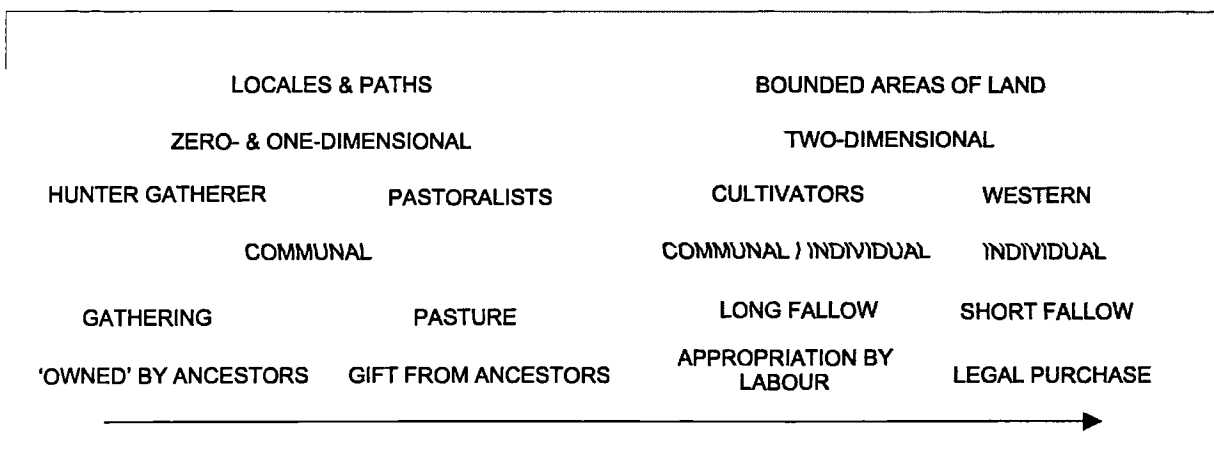 LOCALES & PATHS BOUNDED AREAS OF LAND
ZERO- & ONE-DIMENSIONAL TWO-DIMENSIONAL
HUNTER GATHERER PASTORALISTS CULTIVATORS WESTERN
COMMUNAL COMMUNAL / INDIVIDUAL INDIVIDUAL
GATHERING PASTURE LONG FALLOW SHORT FALLOW
'OWNED' BY ANCESTORS GIFT FROM ANCESTORS APPROPRIATION BY
LABOUR LEGAL PURCHASE